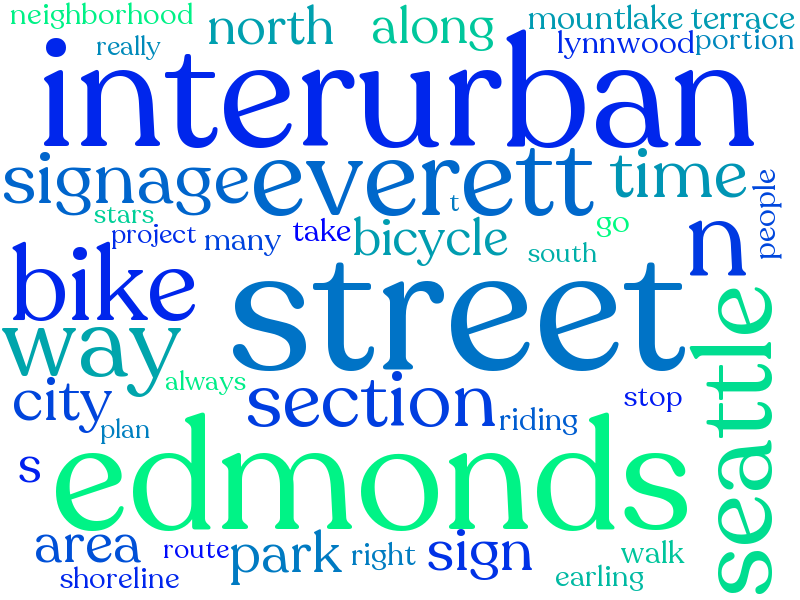 neighborhood
north
along
mountlake terrace
really
lynnwood
portion
interurban
signage
everett
time
people
stars
t
project
many
take
bicycle
go
south
n
bike
street
way
seattle
always
city
section
riding
stop
plan
s
edmonds
area
route
park
right
sign
walk
shoreline
earling